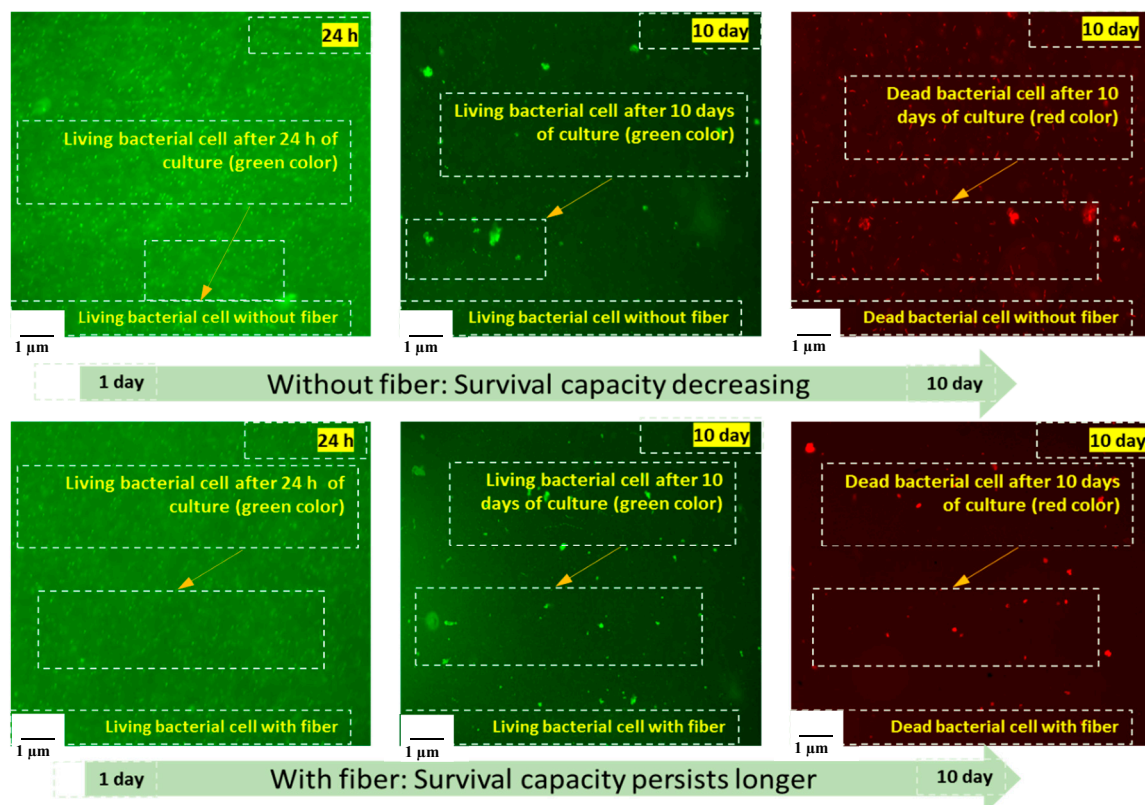 24 h
Living bacterial cell after 24 h of
culture (green color)
Living bacterial cell without fiber
1 µm
10 day
Living bacterial cell after 10 days
of culture (green color)
Living bacterial cell without fiber
1 µm
10 day
Dead bacterial cell after 10
days of culture (red color)
Dead bacterial cell without fiber
1 µm
1 day
Without fiber: Survival capacity decreasing
10 day
24 h
Living bacterial cell after 24 h of
culture (green color)
Living bacterial cell with fiber
1 µm
10 day
Living bacterial cell after 10
days of culture (green color)
Living bacterial cell with fiber
1 µm
10 day
Dead bacterial cell after 10 days
of culture (red color)
Dead bacterial cell with fiber
1 µm
1 day
With fiber: Survival capacity persists longer
10 day